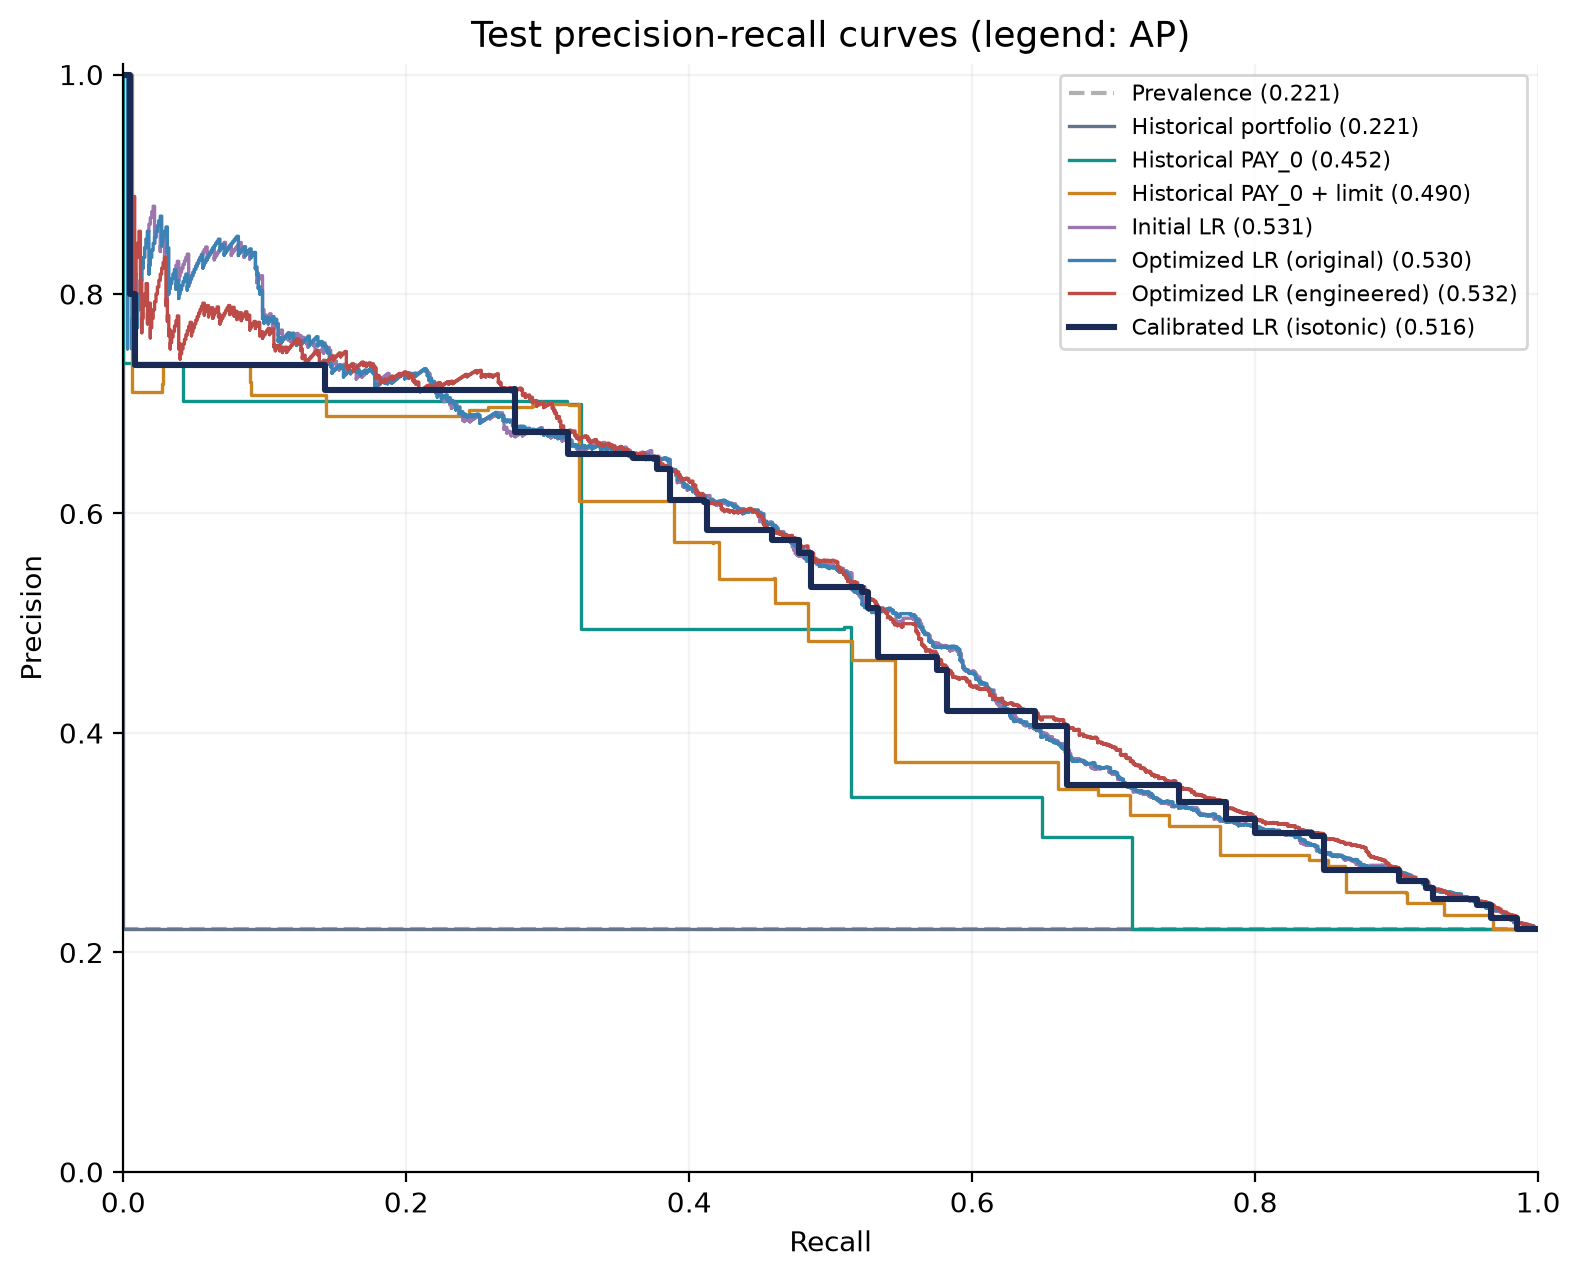 Test precision-recall curves (legend: AP)
1.0
0.8
0.6
0.4
0.2
0.0
Precision
Prevalence (0.221)
Historical portfolio (0.221)
Historical PAY_0 (0.452)
Historical PAY_0 + limit (0.490)
Initial LR (0.531)
Optimized LR (original) (0.530)
Optimized LR (engineered) (0.532)
Calibrated LR (isotonic) (0.516)
0.0 0.2 0.4 0.6 0.8 1.0
Recall